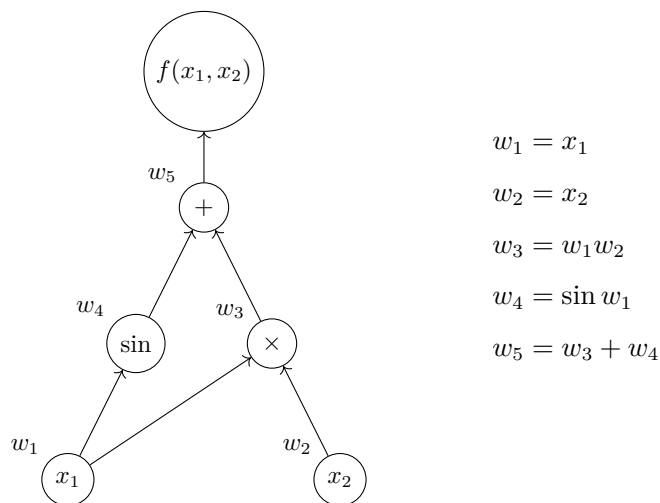 f(x₁, x₂)
w₅
+
w₄
sin
w₃
×
w₁
x₁
w₂
x₂
w₁ = x₁
w₂ = x₂
w₃ = w₁w₂
w₄ = sin w₁
w₅ = w₃ + w₄